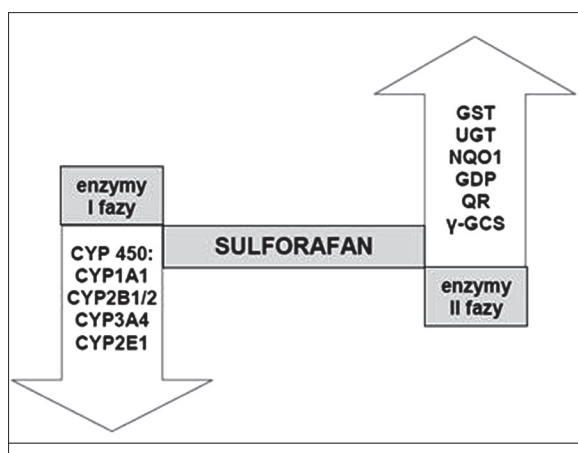 enzymy
I fazy
CYP 450:
CYP1A1
CYP2B1/2
CYP3A4
CYP2E1
SULFORAFAN
GST
UGT
NQO1
GDP
QR
γ-GCS
enzymy
II fazy